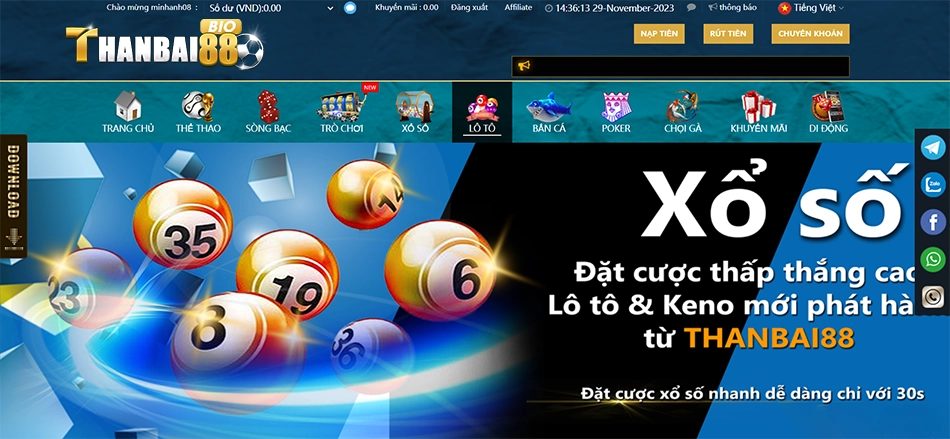 Chào mừng minhanh08 : Số dư (VND):0.00 Khuyến mãi : 0.00 Đăng xuất Affiliate 14:36:13 29-November-2023 thông báo Tiếng Việt
BIO
THANBAI88
NẠP TIỀN RÚT TIỀN CHUYỂN KHOẢN
NEW
TRANG CHỦ THỂ THAO SÒNG BẠC TRÒ CHƠI XỔ SỐ LÔ TÔ BẮN CÁ POKER CHỌI GÀ KHUYẾN MÃI DI ĐỘNG
DOWNLOAD
Zalo
35
14
19
6
23
8
36
Xổ số
Đặt cược thấp thắng cao
Lô tô & Keno mới phát hà
từ THANBAI88
Đặt cược xổ số nhanh dễ dàng chỉ với 30s